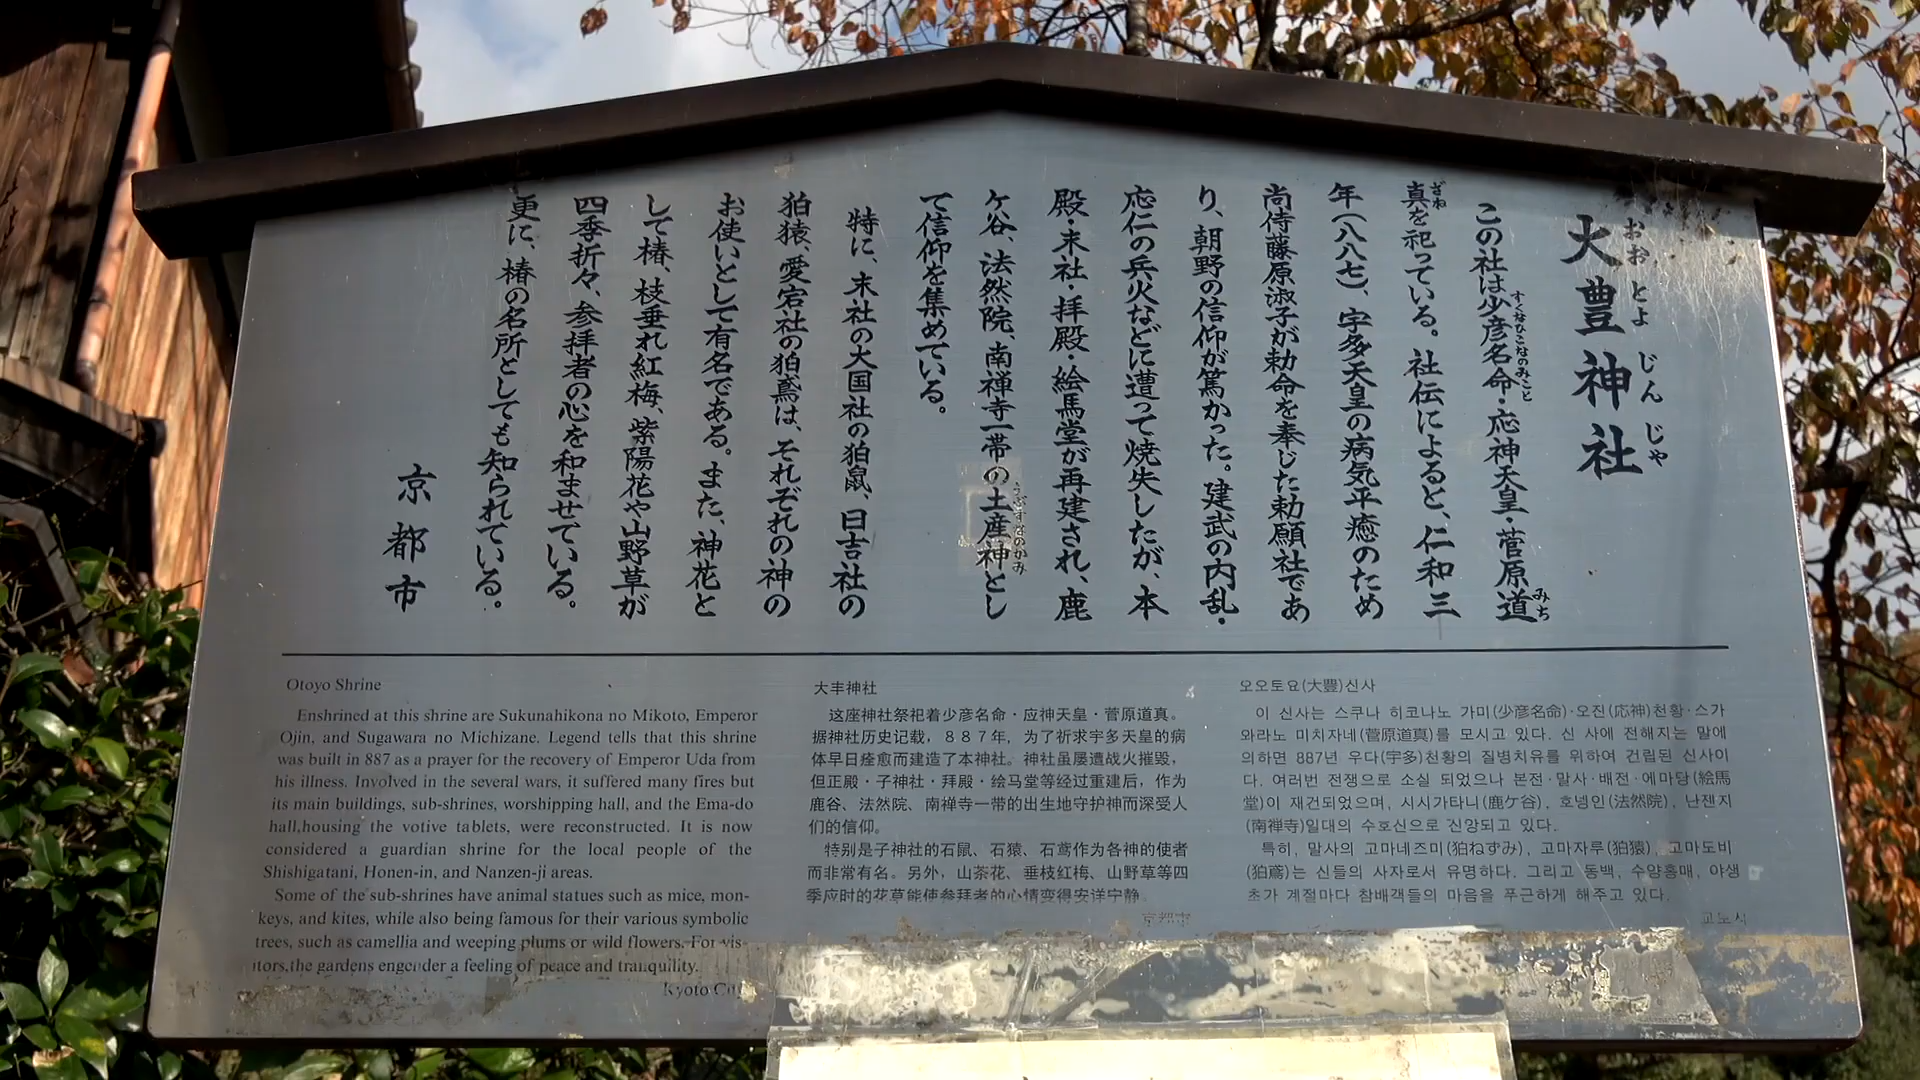 大豊神社
おおとよじんじゃ
この社は少彦名命・応神天皇・菅原道
すくなひこなのみこと
みち
真を祀っている。社伝によると、仁和三
ざね
年(八八七)、宇多天皇の病気平癒のため
尚侍藤原淑子が勅命を奉じた勅願社であ
り、朝野の信仰が篤かった。建武の内乱・
応仁の兵火などに遭って焼失したが、本
殿・末社・拝殿・絵馬堂が再建され、鹿
ケ谷、法然院、南禅寺一帯の土産神とし
うぶすなのかみ
て信仰を集めている。
特に、末社の大国社の狛鼠、日吉社の
狛猿、愛宕社の狛鳶は、それぞれの神の
お使いとして有名である。また、神花と
して椿、枝垂れ紅梅、紫陽花や山野草が
四季折々、参拝者の心を和ませている。
更に、椿の名所としても知られている。
京都市
Otoyo Shrine
Enshrined at this shrine are Sukunahikona no Mikoto, Emperor
Ojin, and Sugawara no Michizane. Legend tells that this shrine
was built in 887 as a prayer for the recovery of Emperor Uda from
his illness. Involved in the several wars, it suffered many fires but
its main buildings, sub-shrines, worshipping hall, and the Ema-do
hall,housing the votive tablets, were reconstructed. It is now
considered a guardian shrine for the local people of the
Shishigatani, Honen-in, and Nanzen-ji areas.
Some of the sub-shrines have animal statues such as mice, mon-
keys, and kites, while also being famous for their various symbolic
trees, such as camellia and weeping plums or wild flowers. For vis-
itors,the gardens engender a feeling of peace and tranquility.
Kyoto City
大丰神社
这座神社祭祀着少彦名命・应神天皇・菅原道真。
据神社历史记载，８８７年，为了祈求宇多天皇的病
体早日痊愈而建造了本神社。神社虽屡遭战火摧毁，
但正殿・子神社・拜殿・绘马堂等经过重建后，作为
鹿谷、法然院、南禅寺一带的出生地守护神而深受人
们的信仰。
特别是子神社的石鼠、石猿、石鸢作为各神的使者
而非常有名。另外，山茶花、垂枝红梅、山野草等四
季应时的花草能使参拜者的心情变得安详宁静。
京都市
오오토요(大豊)신사
이 신사는 스쿠나 히코나노 가미(少彦名命)·오진(応神)천황·스가
와라노 미치자네(菅原道真)를 모시고 있다. 신 사에 전해지는 말에
의하면 887년 우다(宇多)천황의 질병치유를 위하여 건립된 신사이
다. 여러번 전쟁으로 소실 되었으나 본전·말사·배전·에마당(絵馬
堂)이 재건되었으며, 시시가타니(鹿ケ谷), 호넹인(法然院), 난젠지
(南禅寺)일대의 수호신으로 신앙되고 있다.
특히, 말사의 고마네즈미(狛ねずみ), 고마자루(狛猿), 고마도비
(狛鳶)는 신들의 사자로서 유명하다. 그리고 동백, 수양홍매, 야생
초가 계절마다 참배객들의 마음을 푸근하게 해주고 있다.
교토시